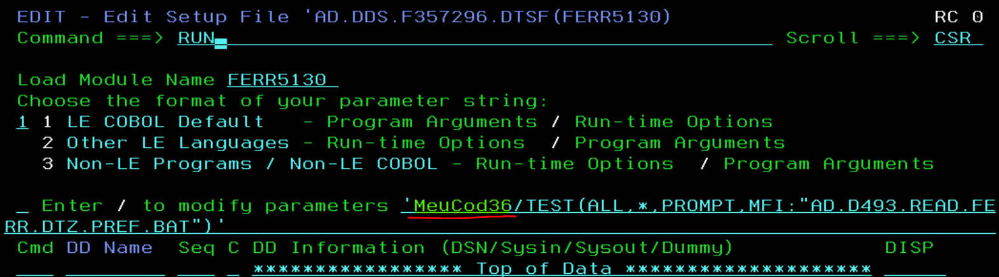 EDIT - Edit Setup File 'AD.DDS.F357296.DTSF(FERR5130) RC 0
Command ===> RUN Scroll ===> CSR
Load Module Name FERR5130
Choose the format of your parameter string:
1 1 LE COBOL Default - Program Arguments / Run-time Options
2 Other LE Languages - Run-time Options / Program Arguments
3 Non-LE Programs / Non-LE COBOL - Run-time Options / Program Arguments
_ Enter / to modify parameters 'MeuCod36/TEST(ALL,*,PROMPT,MFI:"AD.D493.READ.FE
RR.DTZ.PREF.BAT")'
Cmd DD Name Seq C DD Information (DSN/Sysin/Sysout/Dummy) DISP
***************** Top of Data ********************